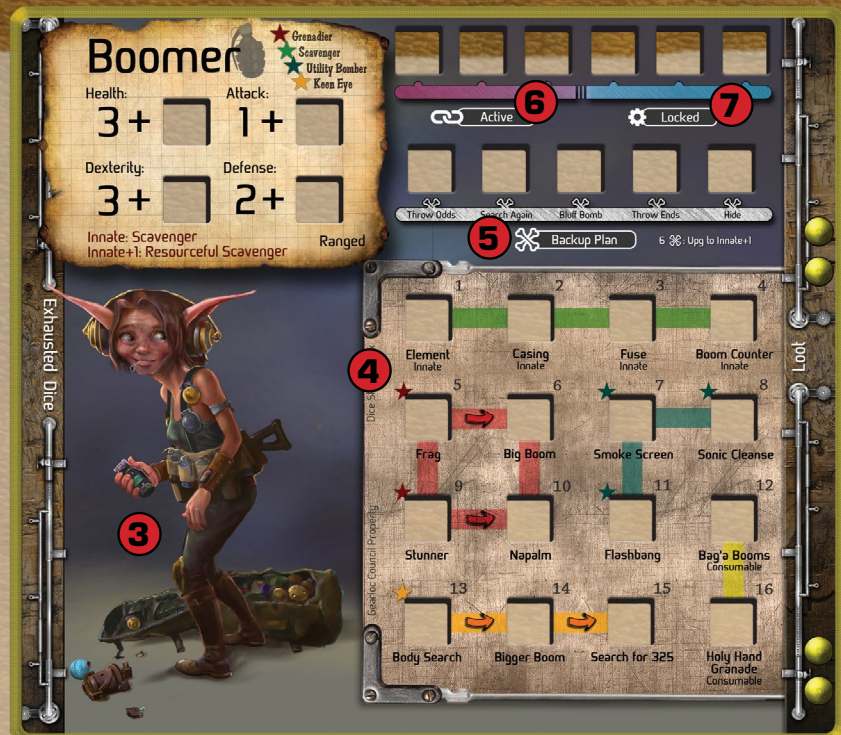 Boomer
Grenadier
Scavenger
Utility Bomber
Keen Eye
Health:
3+
Attack:
1+
Dexterity:
3+
Defense:
2+
Innate: Scavenger
Innate+1: Resourceful Scavenger
Ranged
6
7
Active
Locked
Throw Odds
Search Again
Bluff Bomb
Throw Ends
Hide
5
Backup Plan
6 : Upg to Innate+1
Exhausted Dice
Loot
3
4
Dice
Gearloc Council Property
1
2
3
4
Element
Innate
Casing
Innate
Fuse
Innate
Boom Counter
Innate
5
6
7
8
Frag
Big Boom
Smoke Screen
Sonic Cleanse
9
10
11
12
Stunner
Napalm
Flashbang
Bag'a Booms
Consumable
13
14
15
16
Body Search
Bigger Boom
Search for 325
Holy Hand
Granade
Consumable